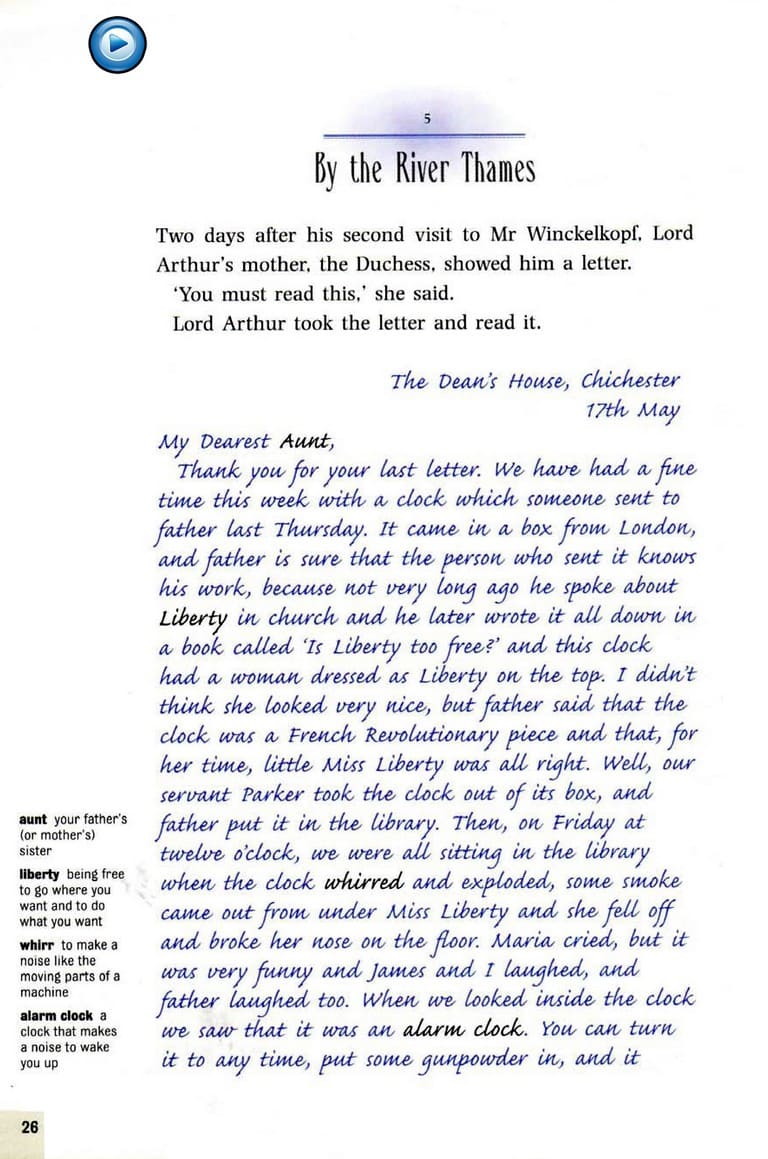 5
By the River Thames
Two days after his second visit to Mr Winckelkopf, Lord
Arthur's mother, the Duchess, showed him a letter.
'You must read this,' she said.
Lord Arthur took the letter and read it.
The Dean's House, Chichester
17th May
My Dearest Aunt,
Thank you for your last letter. We have had a fine
time this week with a clock which someone sent to
father last Thursday. It came in a box from London,
and father is sure that the person who sent it knows
his work, because not very long ago he spoke about
Liberty in church and he later wrote it all down in
a book called 'Is Liberty too free?' and this clock
had a woman dressed as Liberty on the top. I didn't
think she looked very nice, but father said that the
clock was a French Revolutionary piece and that, for
her time, little Miss Liberty was all right. Well, our
servant Parker took the clock out of its box, and
father put it in the library. Then, on Friday at
twelve o'clock, we were all sitting in the library
when the clock whirred and exploded, some smoke
came out from under Miss Liberty and she fell off
and broke her nose on the floor. Maria cried, but it
was very funny and James and I laughed, and
father laughed too. When we looked inside the clock
we saw that it was an alarm clock. You can turn
it to any time, put some gunpowder in, and it
aunt your father's
(or mother's)
sister
liberty being free
to go where you
want and to do
what you want
whirr to make a
noise like the
moving parts of a
machine
alarm clock a
clock that makes
a noise to wake
you up
26